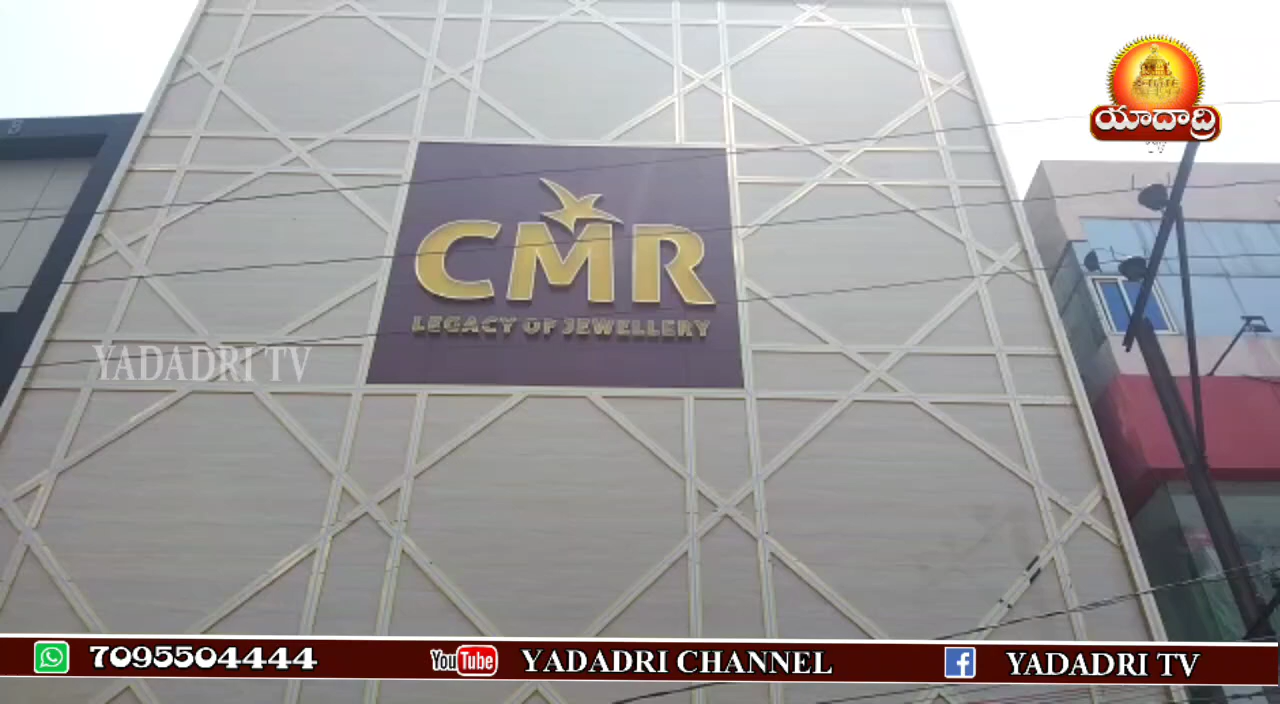 యాదాద్రి
CMR
LEGACY OF JEWELLERY
YADADRI TV
7095504444
YouTube
YADADRI CHANNEL
f
YADADRI TV